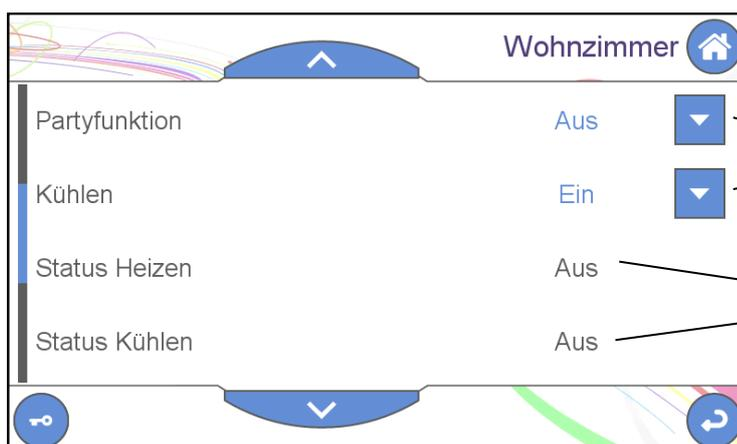 Wohnzimmer
Partyfunktion Aus
Kühlen Ein
Status Heizen Aus
Status Kühlen Aus